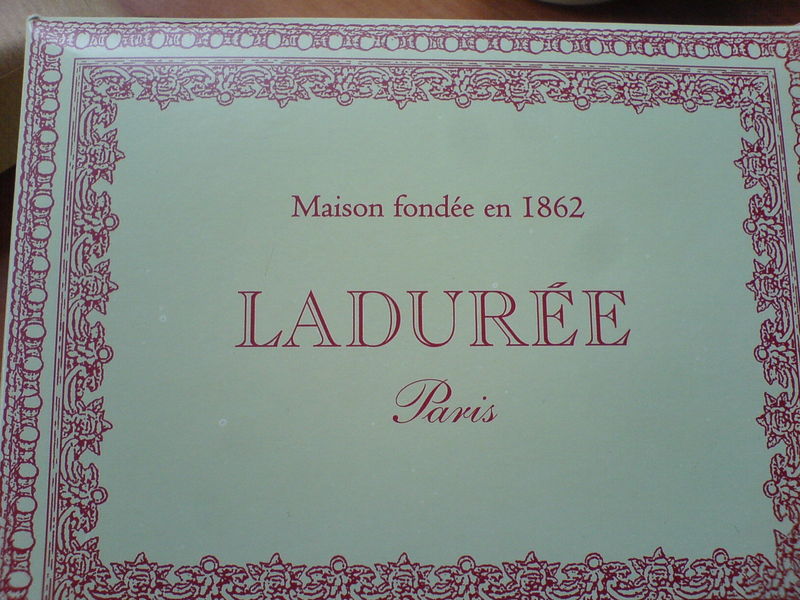 Maison fondée en 1862
LADURÉE
Paris